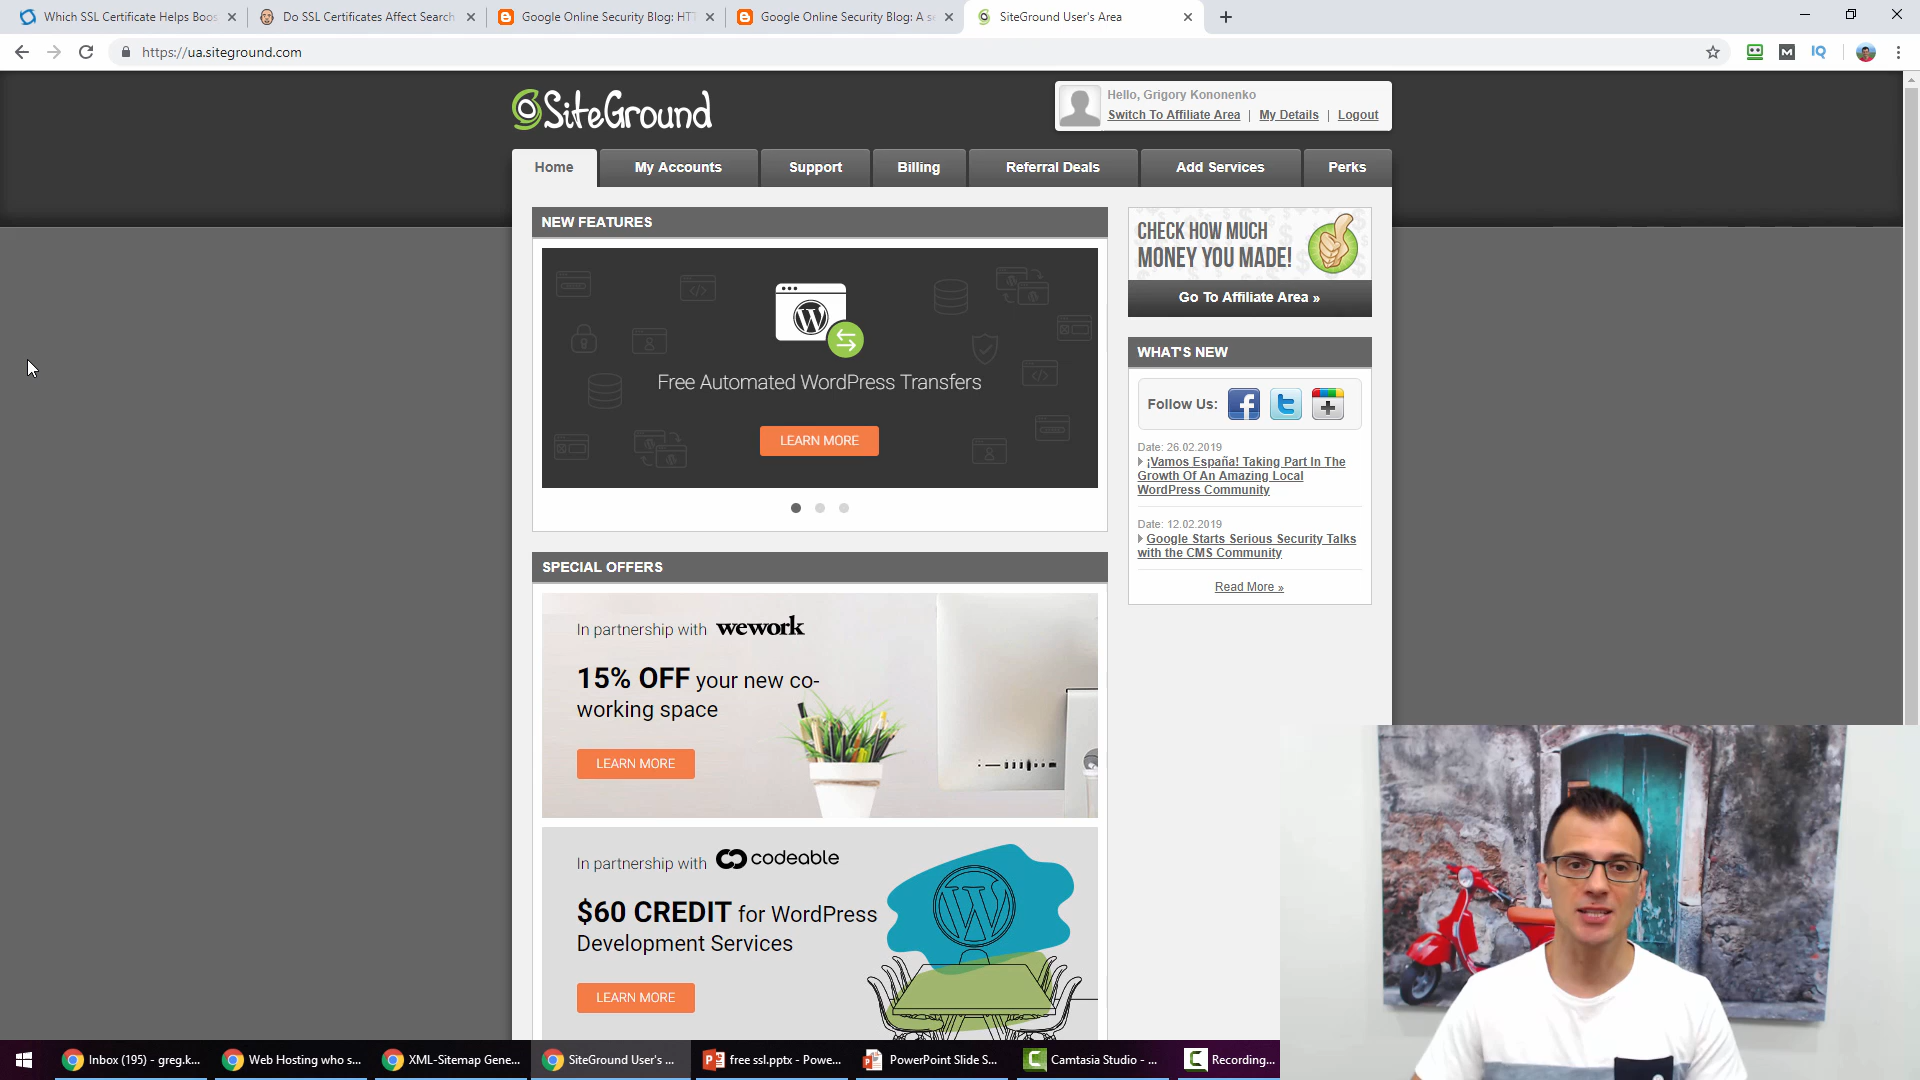 Which SSL Certificate Helps Boos
Do SSL Certificates Affect Search
Google Online Security Blog: HTT
Google Online Security Blog: A se
SiteGround User's Area
https://ua.siteground.com
SiteGround
Hello, Grigory Kononenko
Switch To Affiliate Area | My Details | Logout
Home
My Accounts
Support
Billing
Referral Deals
Add Services
Perks
NEW FEATURES
Free Automated WordPress Transfers
LEARN MORE
CHECK HOW MUCH
MONEY YOU MADE!
Go To Affiliate Area »
WHAT'S NEW
Follow Us:
Date: 26.02.2019
¡Vamos España! Taking Part In The
Growth Of An Amazing Local
WordPress Community
Date: 12.02.2019
Google Starts Serious Security Talks
with the CMS Community
Read More »
SPECIAL OFFERS
In partnership with wework
15% OFF your new co-
working space
LEARN MORE
In partnership with codeable
$60 CREDIT for WordPress
Development Services
LEARN MORE
Inbox (195) - greg.k...
Web Hosting who s...
XML-Sitemap Gene...
SiteGround User's ...
free ssl.pptx - Powe...
PowerPoint Slide S...
Camtasia Studio - ...
Recording...